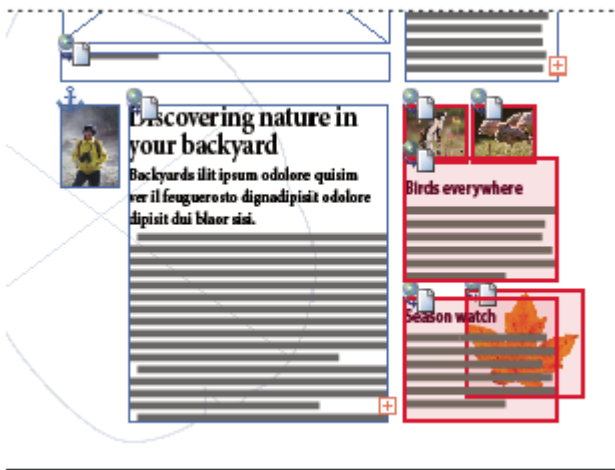 Discovering nature in
your backyard
Backyards ilit ipsum odolore quisim
ver il feuguerosto dignadipisit odolore
dipisit dui blaor sisi.
Birds everywhere
Season watch